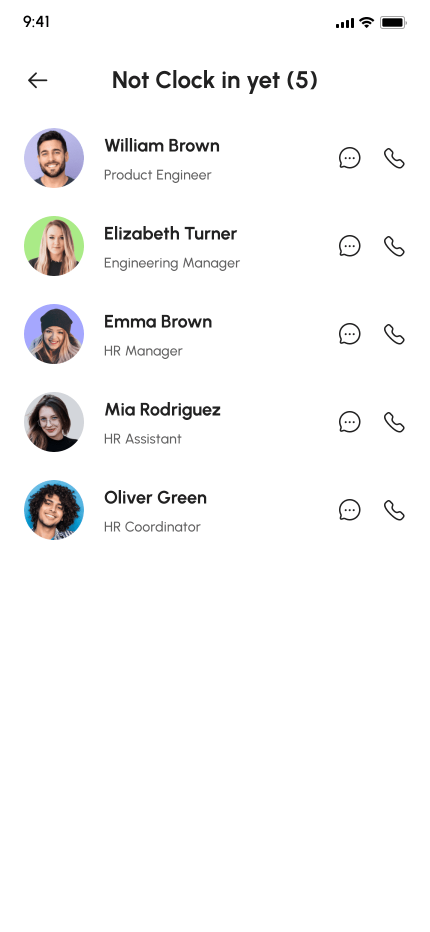 9:41
Not Clock in yet (5)
William Brown
Product Engineer
Elizabeth Turner
Engineering Manager
Emma Brown
HR Manager
Mia Rodriguez
HR Assistant
Oliver Green
HR Coordinator